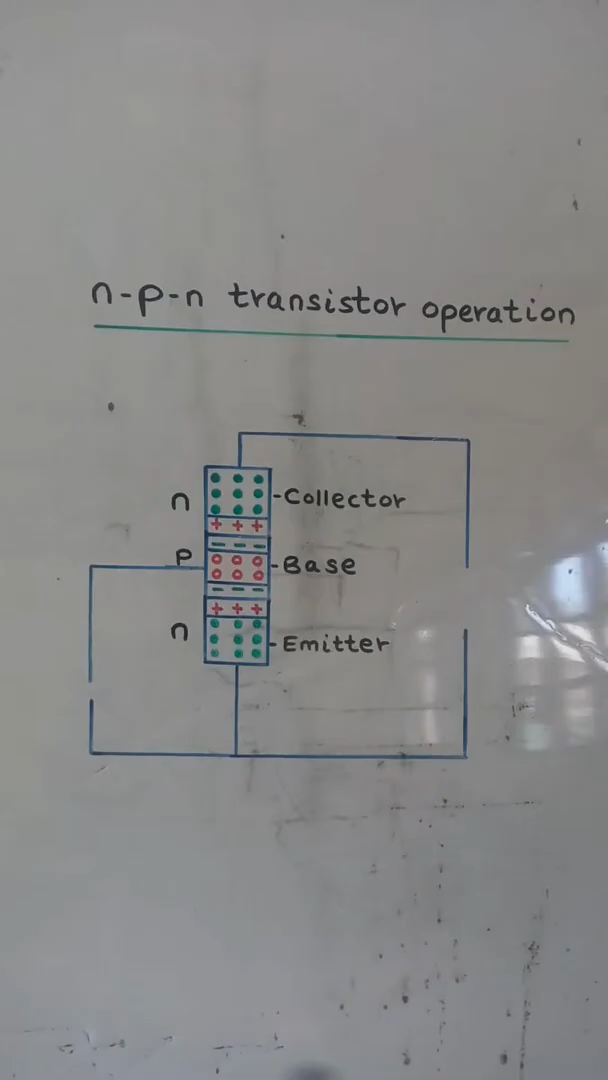 n-p-n transistor operation
n -Collector
+ + +
- - -
P -Base
- - -
+ + +
n -Emitter